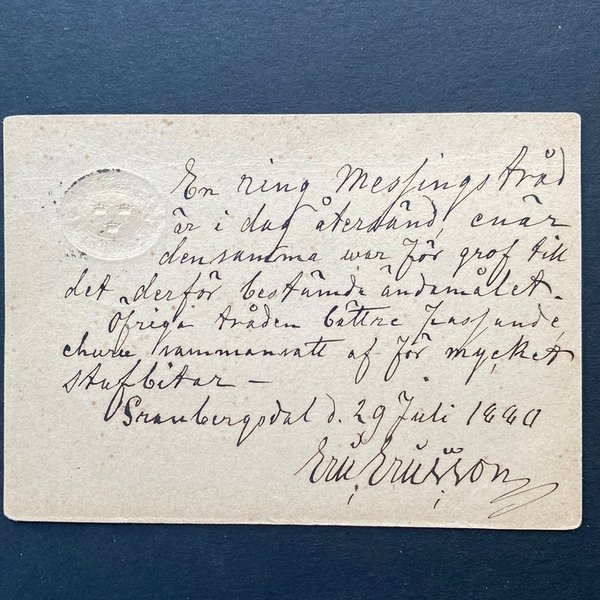 En ring Messingstråd
är i dag återsänd, enär
densamma war för grof till
det derför bestämda ändamålet.
Öfriga tråden bättre passande,
churu sammansatt af för mycket
stufbitar —
Granbergsdal d. 29 Juli 1880
Eric Ericsson